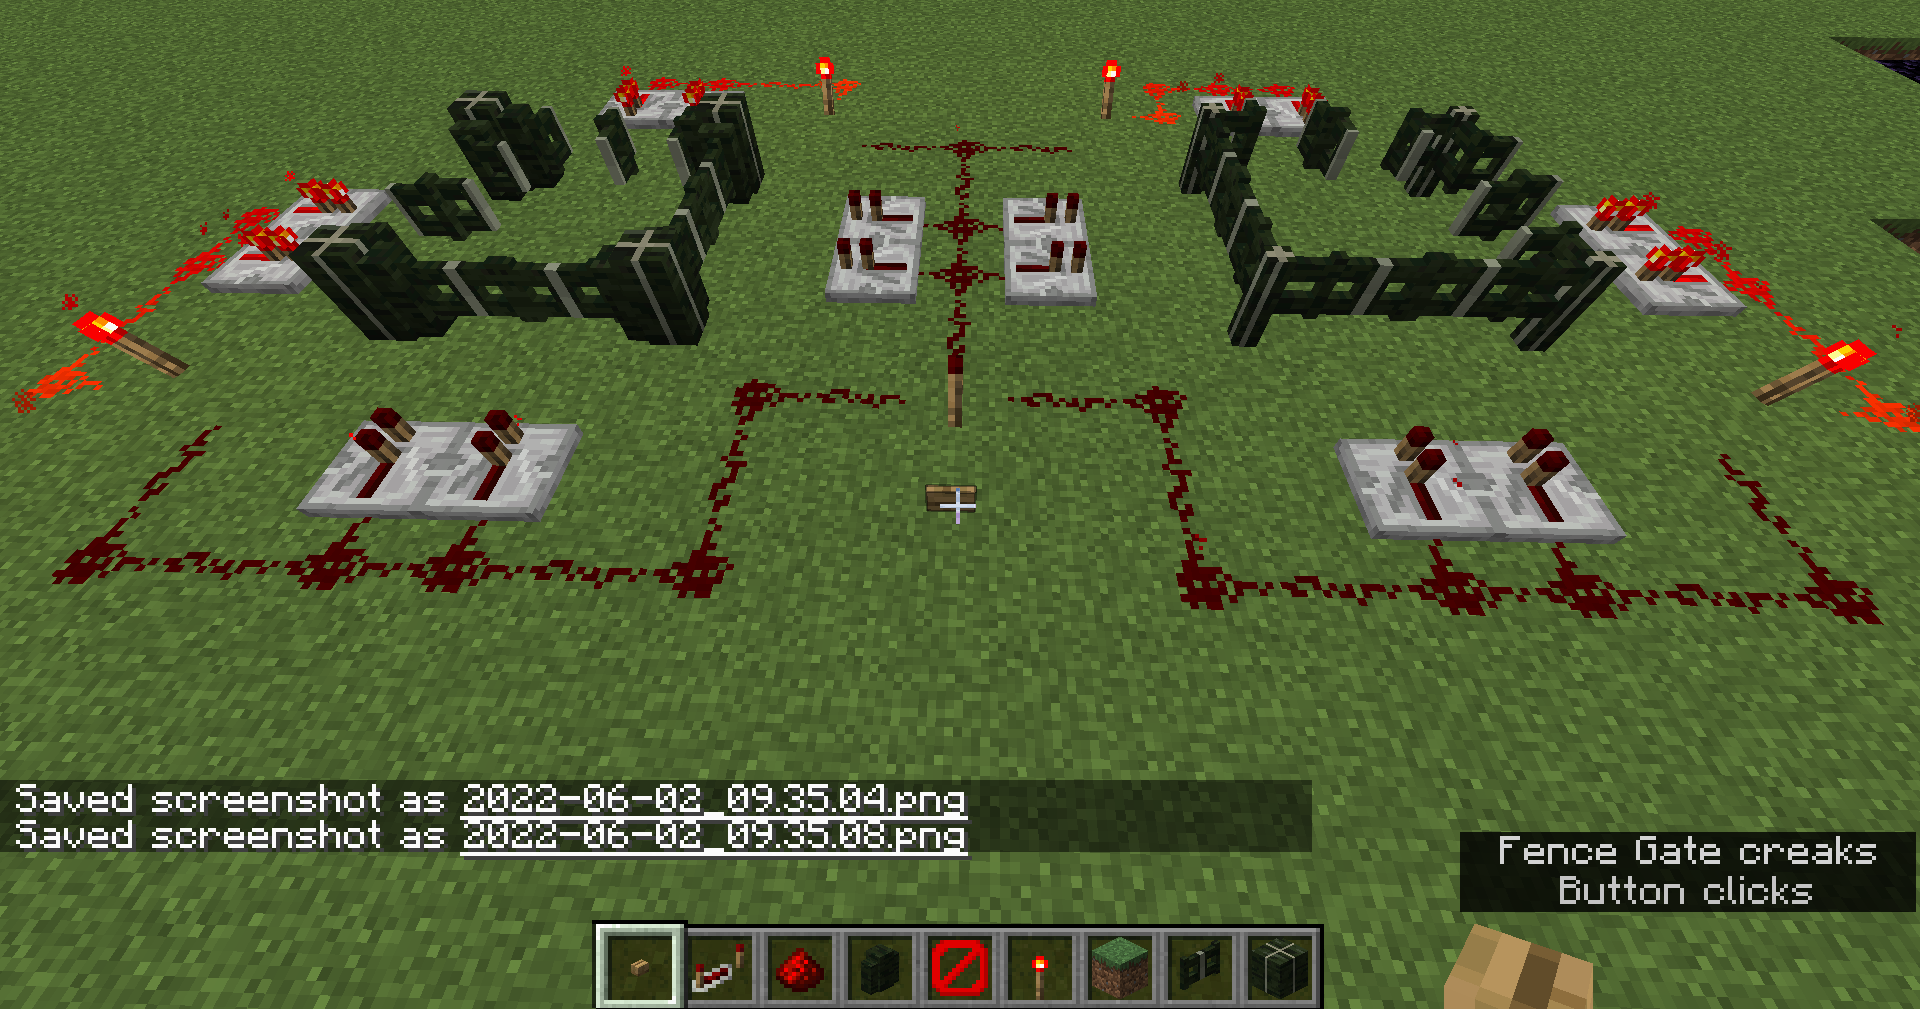 Saved screenshot as 2022-06-02_09.35.04.png
Saved screenshot as 2022-06-02_09.35.08.png
Fence Gate creaks
Button clicks